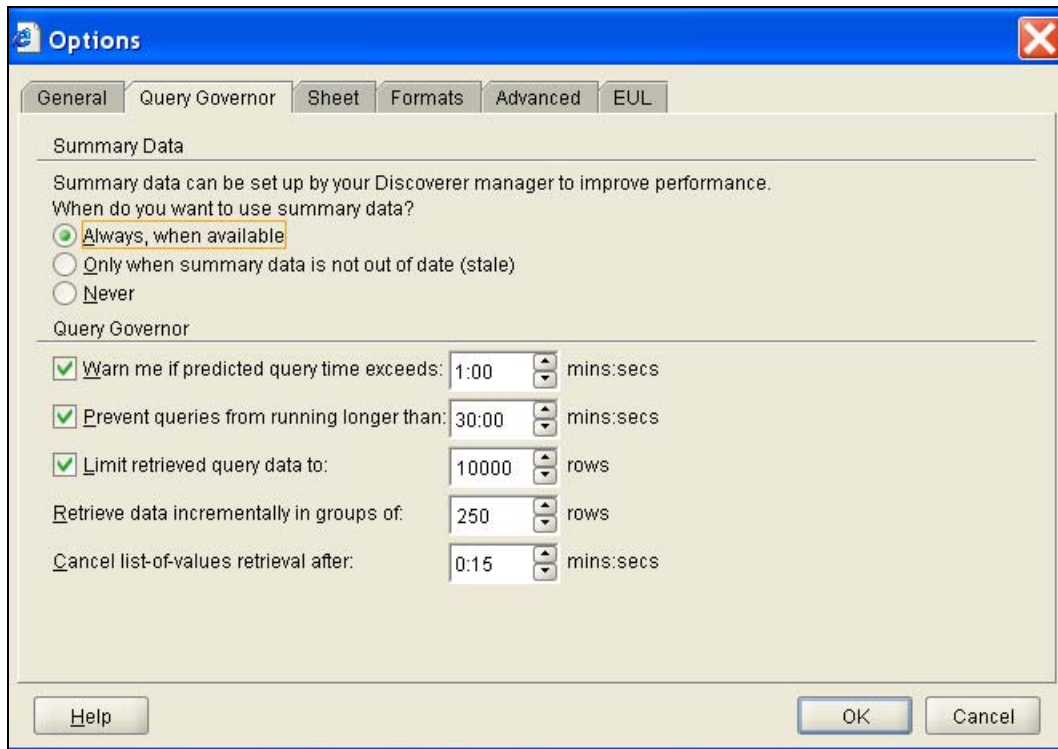 Options
General Query Governor Sheet Formats Advanced EUL
Summary Data
Summary data can be set up by your Discoverer manager to improve performance.
When do you want to use summary data?
Always, when available
Only when summary data is not out of date (stale)
Never
Query Governor
Warn me if predicted query time exceeds: 1:00 mins:secs
Prevent queries from running longer than: 30:00 mins:secs
Limit retrieved query data to: 10000 rows
Retrieve data incrementally in groups of: 250 rows
Cancel list-of-values retrieval after: 0:15 mins:secs
Help OK Cancel